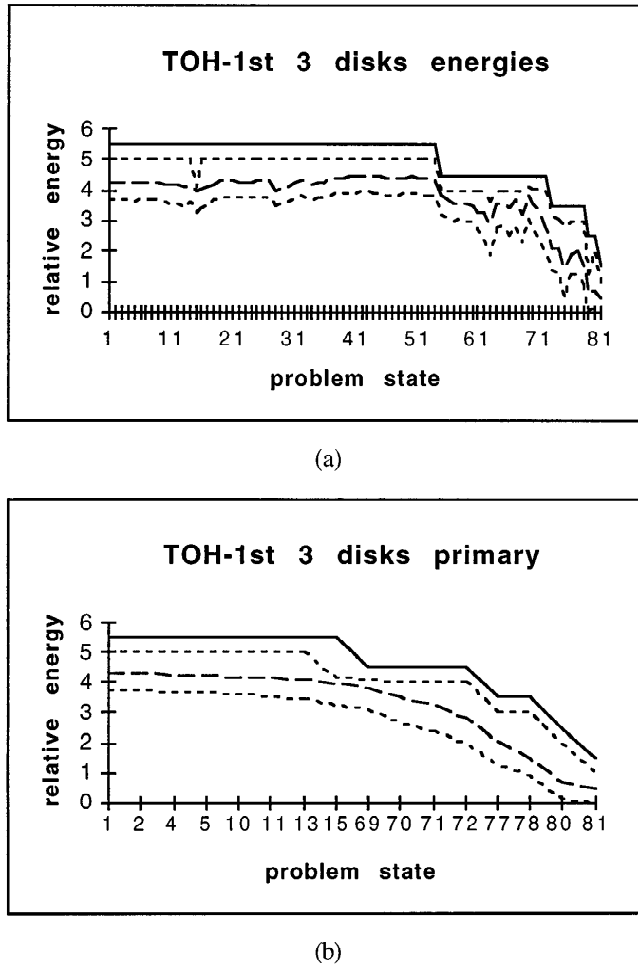 TOH-1st 3 disks energies
relative energy
6
5
4
3
2
1
0
1 11 21 31 41 51 61 71 81
problem state
(a)
TOH-1st 3 disks primary
relative energy
6
5
4
3
2
1
0
1 2 4 5 10 11 13 15 69 70 71 72 77 78 80 81
problem state
(b)